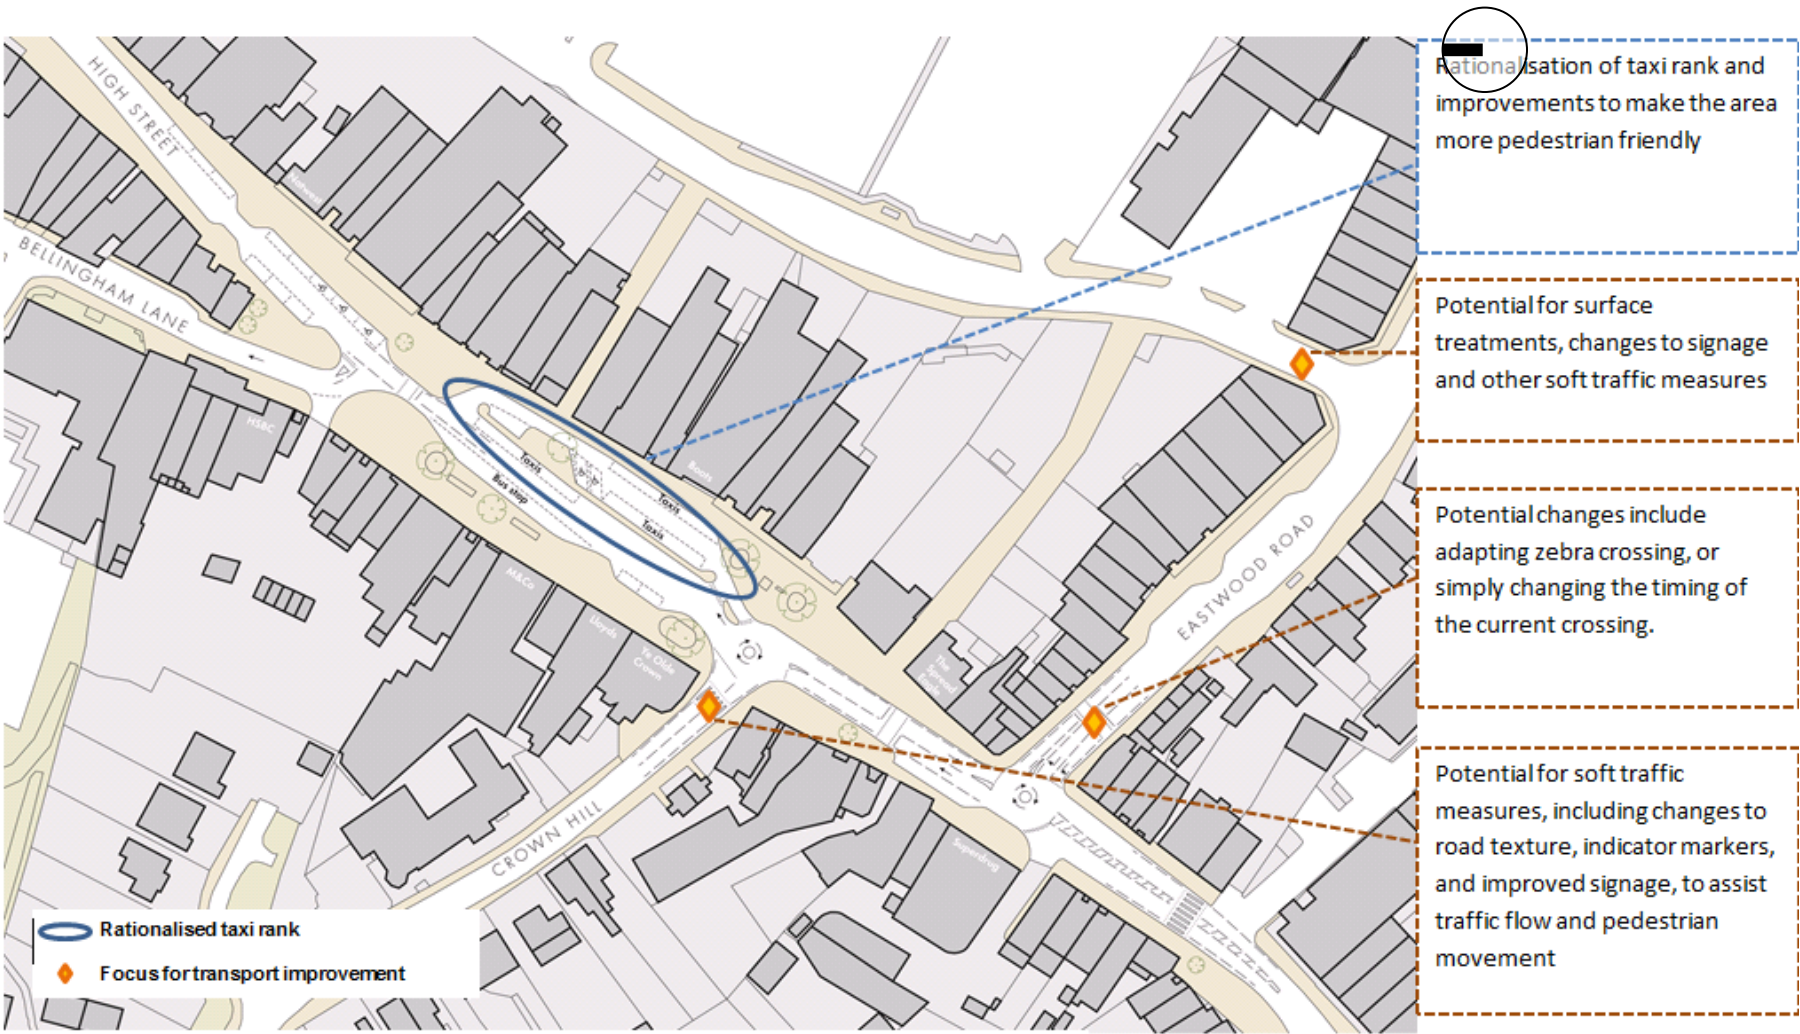 Rationalisation of taxi rank and
improvements to make the area
more pedestrian friendly
Potential for surface
treatments, changes to signage
and other soft traffic measures
Potential changes include
adapting zebra crossing, or
simply changing the timing of
the current crossing.
Potential for soft traffic
measures, including changes to
road texture, indicator markers,
and improved signage, to assist
traffic flow and pedestrian
movement
HIGH STREET
Natwest
BELLINGHAM LANE
HSBC
Taxis
Bus stop
Taxis
Taxis
Boots
M&Co
Lloyds
Ye Olde
Crown
The
Spread
Eagle
EASTWOOD ROAD
CROWN HILL
Superdrug
Rationalised taxi rank
Focus for transport improvement